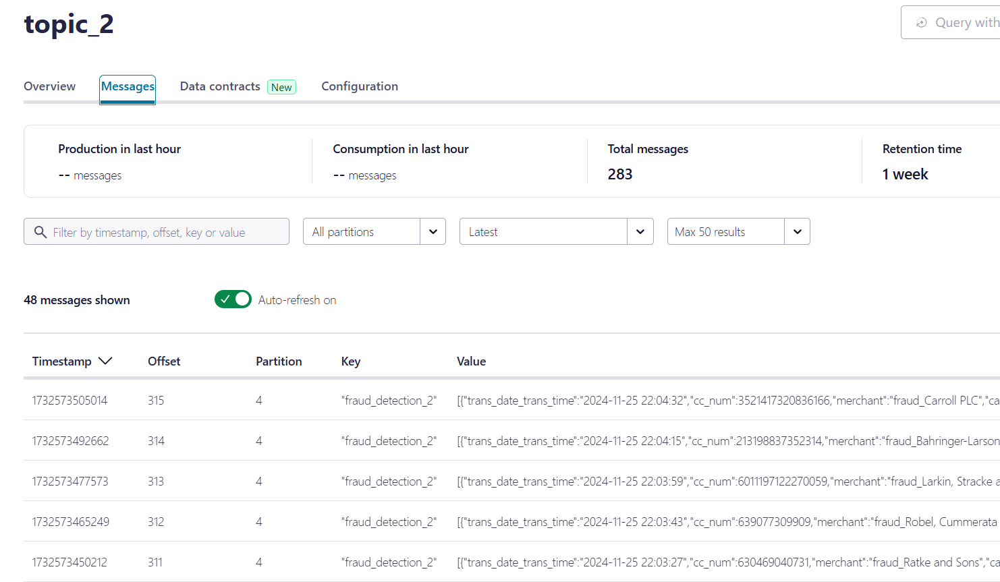 topic_2
Query with
Overview Messages Data contracts New Configuration
Production in last hour Consumption in last hour Total messages Retention time
-- messages -- messages 283 1 week
Filter by timestamp, offset, key or value All partitions Latest Max 50 results
48 messages shown Auto-refresh on
Timestamp Offset Partition Key Value
1732573505014 315 4 "fraud_detection_2" [{"trans_date_trans_time":"2024-11-25 22:04:32","cc_num":3521417320836166,"merchant":"fraud_Carroll PLC","ca
1732573492662 314 4 "fraud_detection_2" [{"trans_date_trans_time":"2024-11-25 22:04:15","cc_num":213198837352314,"merchant":"fraud_Bahringer-Larson
1732573477573 313 4 "fraud_detection_2" [{"trans_date_trans_time":"2024-11-25 22:03:59","cc_num":6011197122270059,"merchant":"fraud_Larkin, Stracke a
1732573465249 312 4 "fraud_detection_2" [{"trans_date_trans_time":"2024-11-25 22:03:43","cc_num":639077309909,"merchant":"fraud_Robel, Cummerata
1732573450212 311 4 "fraud_detection_2" [{"trans_date_trans_time":"2024-11-25 22:03:27","cc_num":630469040731,"merchant":"fraud_Ratke and Sons","ca